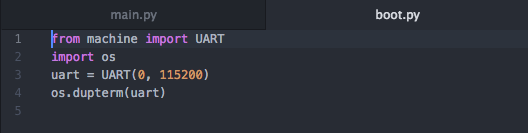 main.py boot.py
1 from machine import UART
2 import os
3 uart = UART(0, 115200)
4 os.dupterm(uart)
5